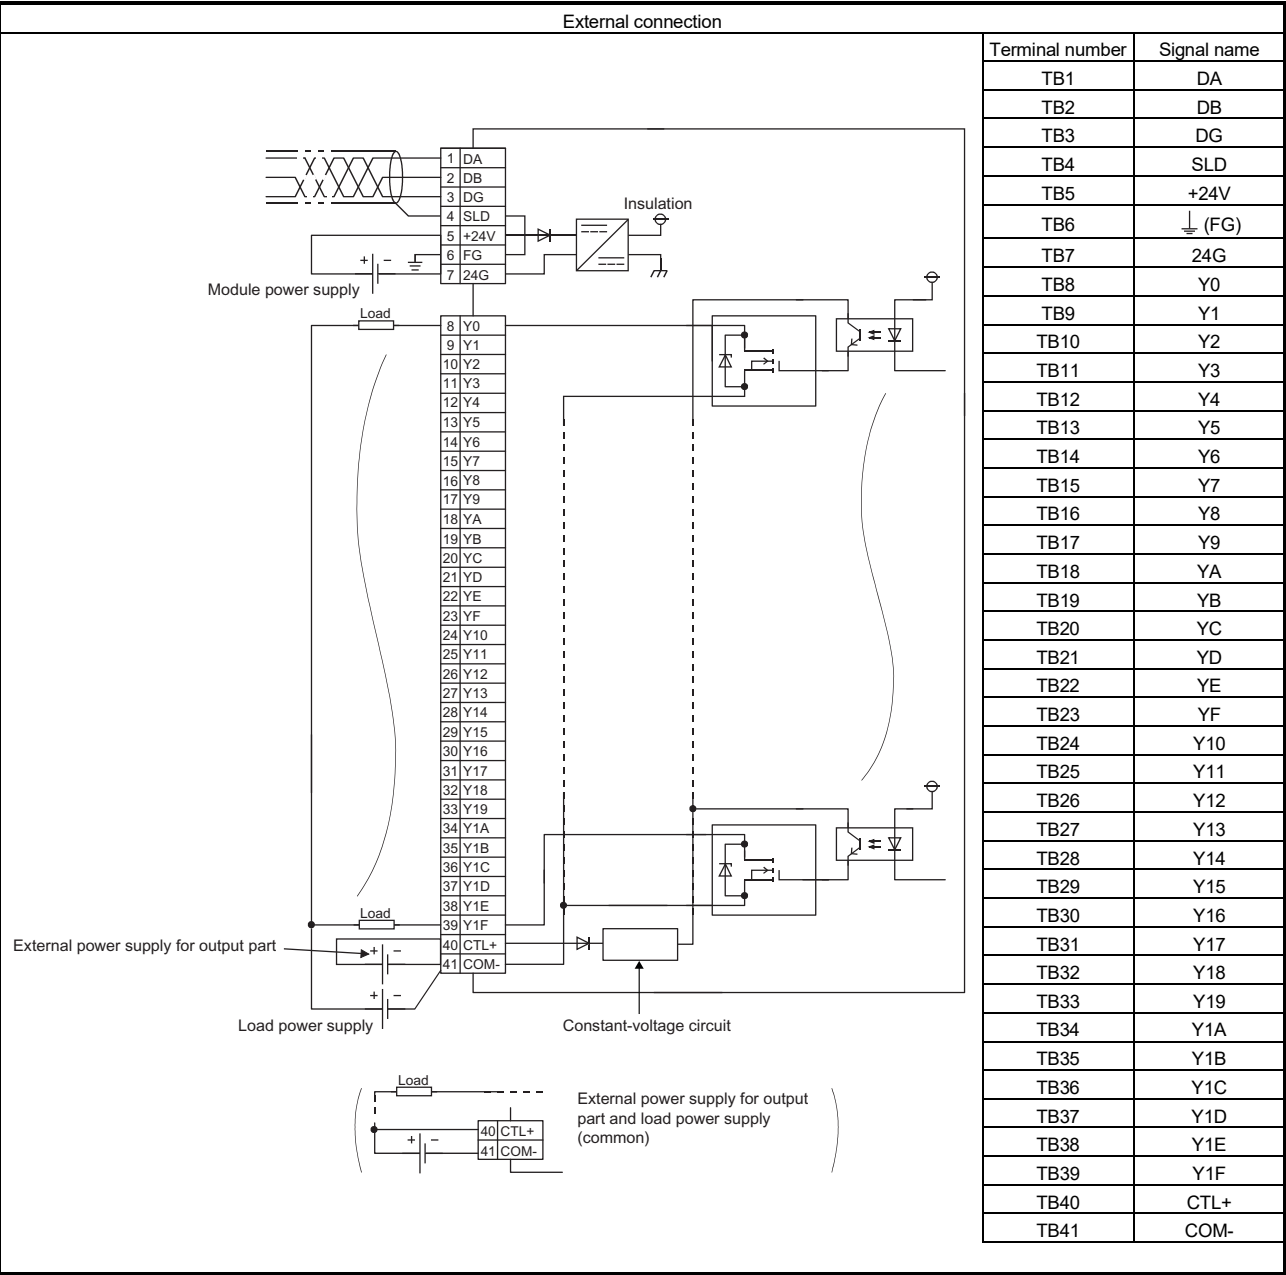 External connection
1 DA
2 DB
3 DG
4 SLD
5 +24V
6 FG
7 24G
Insulation
+ −
Module power supply
Load
8 Y0
9 Y1
10 Y2
11 Y3
12 Y4
13 Y5
14 Y6
15 Y7
16 Y8
17 Y9
18 YA
19 YB
20 YC
21 YD
22 YE
23 YF
24 Y10
25 Y11
26 Y12
27 Y13
28 Y14
29 Y15
30 Y16
31 Y17
32 Y18
33 Y19
34 Y1A
35 Y1B
36 Y1C
37 Y1D
38 Y1E
39 Y1F
40 CTL+
41 COM-
Load
External power supply for output part
+ −
+ −
Load power supply
Constant-voltage circuit
Load
+ −
40 CTL+
41 COM-
External power supply for output
part and load power supply
(common)
Terminal number Signal name
TB1 DA
TB2 DB
TB3 DG
TB4 SLD
TB5 +24V
TB6 (FG)
TB7 24G
TB8 Y0
TB9 Y1
TB10 Y2
TB11 Y3
TB12 Y4
TB13 Y5
TB14 Y6
TB15 Y7
TB16 Y8
TB17 Y9
TB18 YA
TB19 YB
TB20 YC
TB21 YD
TB22 YE
TB23 YF
TB24 Y10
TB25 Y11
TB26 Y12
TB27 Y13
TB28 Y14
TB29 Y15
TB30 Y16
TB31 Y17
TB32 Y18
TB33 Y19
TB34 Y1A
TB35 Y1B
TB36 Y1C
TB37 Y1D
TB38 Y1E
TB39 Y1F
TB40 CTL+
TB41 COM-